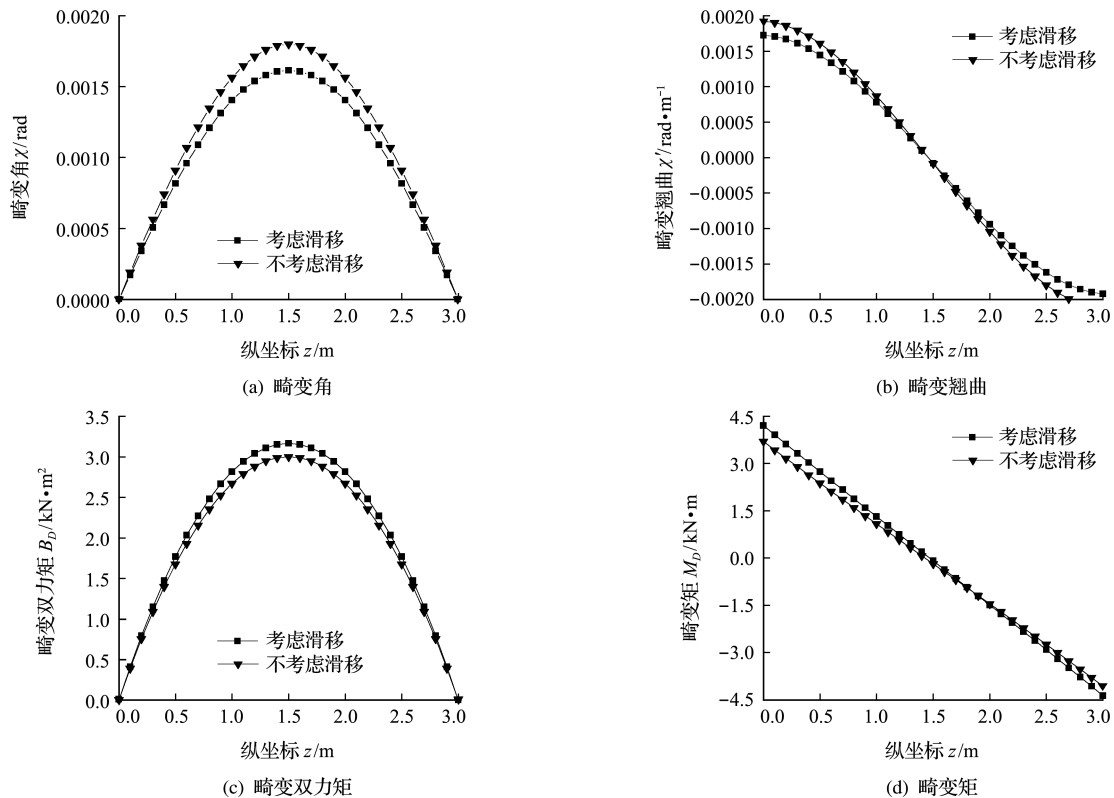 0.0020
0.0015
0.0010
0.0005
0.0000
畸变角χ/rad
考虑滑移
不考虑滑移
0.0 0.5 1.0 1.5 2.0 2.5 3.0
纵坐标 z/m
(a) 畸变角
0.0020
0.0015
0.0010
0.0005
0.0000
−0.0005
−0.0010
−0.0015
−0.0020
畸变翘曲χ′/rad•m⁻¹
考虑滑移
不考虑滑移
0.0 0.5 1.0 1.5 2.0 2.5 3.0
纵坐标 z/m
(b) 畸变翘曲
3.5
3.0
2.5
2.0
1.5
1.0
0.5
0.0
畸变双力矩 B_D/kN•m²
考虑滑移
不考虑滑移
0.0 0.5 1.0 1.5 2.0 2.5 3.0
纵坐标 z/m
(c) 畸变双力矩
4.5
3.0
1.5
0.0
−1.5
−3.0
−4.5
畸变矩 M_D/kN•m
考虑滑移
不考虑滑移
0.0 0.5 1.0 1.5 2.0 2.5 3.0
纵坐标 z/m
(d) 畸变矩